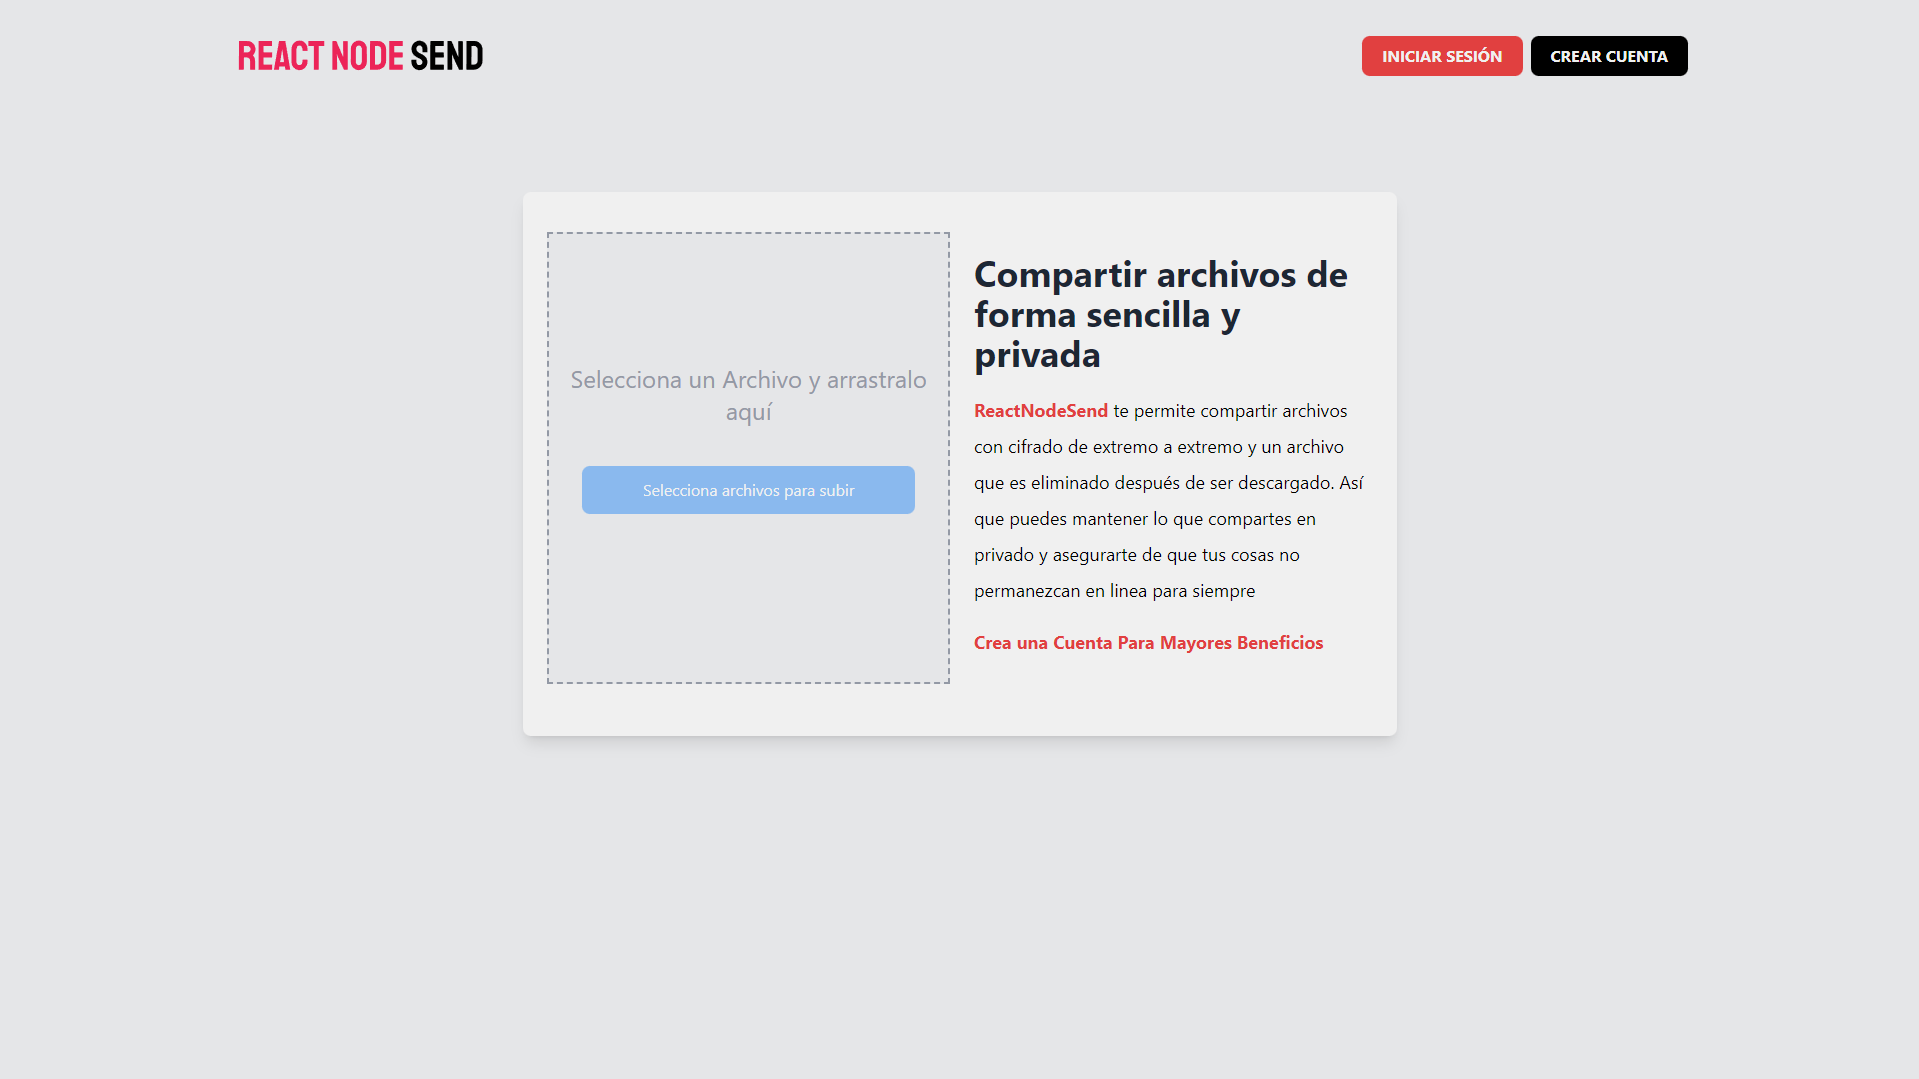 REACT NODE SEND
INICIAR SESIÓN
CREAR CUENTA
Selecciona un Archivo y arrastralo
aquí
Selecciona archivos para subir
Compartir archivos de
forma sencilla y
privada
ReactNodeSend te permite compartir archivos
con cifrado de extremo a extremo y un archivo
que es eliminado después de ser descargado. Así
que puedes mantener lo que compartes en
privado y asegurarte de que tus cosas no
permanezcan en linea para siempre
Crea una Cuenta Para Mayores Beneficios